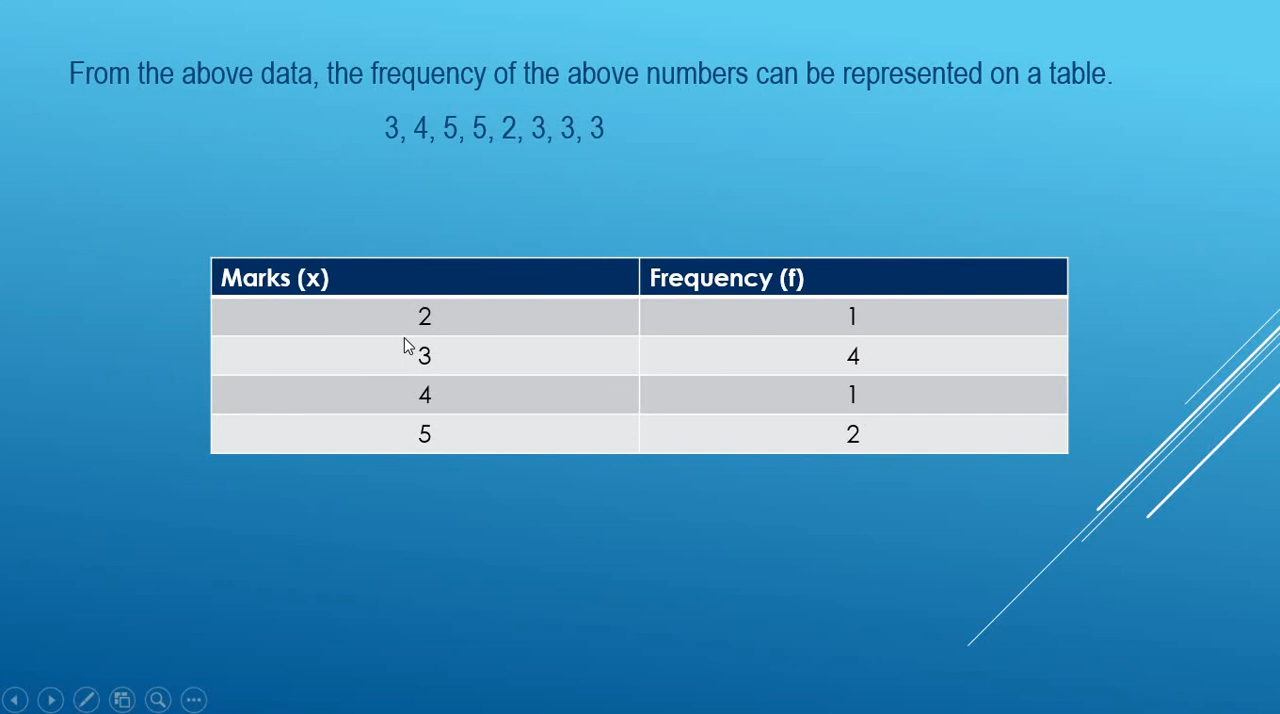 From the above data, the frequency of the above numbers can be represented on a table.
3, 4, 5, 5, 2, 3, 3, 3
Marks (x) Frequency (f)
2 1
3 4
4 1
5 2